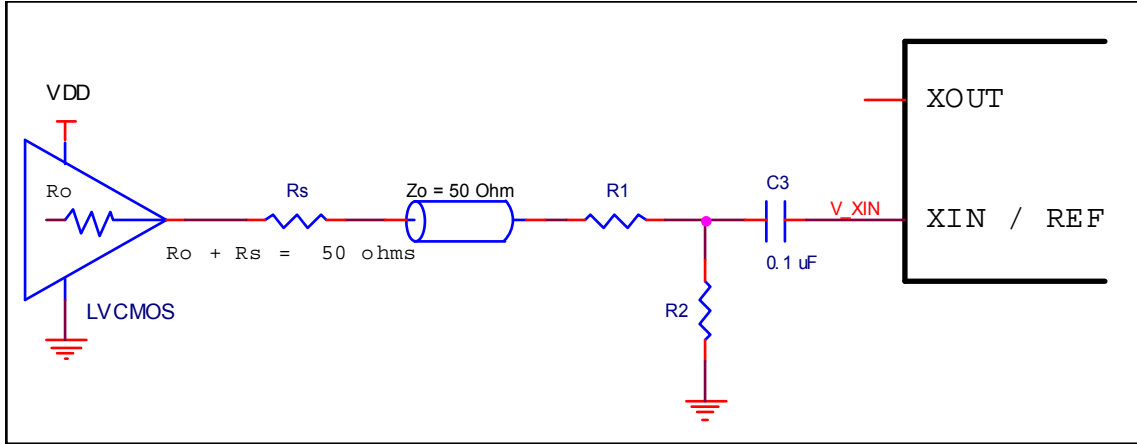 VDD
XOUT
Ro
Rs
Zo = 50 Ohm
R1
C3
V_XIN
XIN / REF
Ro + Rs = 50 ohms
0.1 uF
LVCMOS
R2